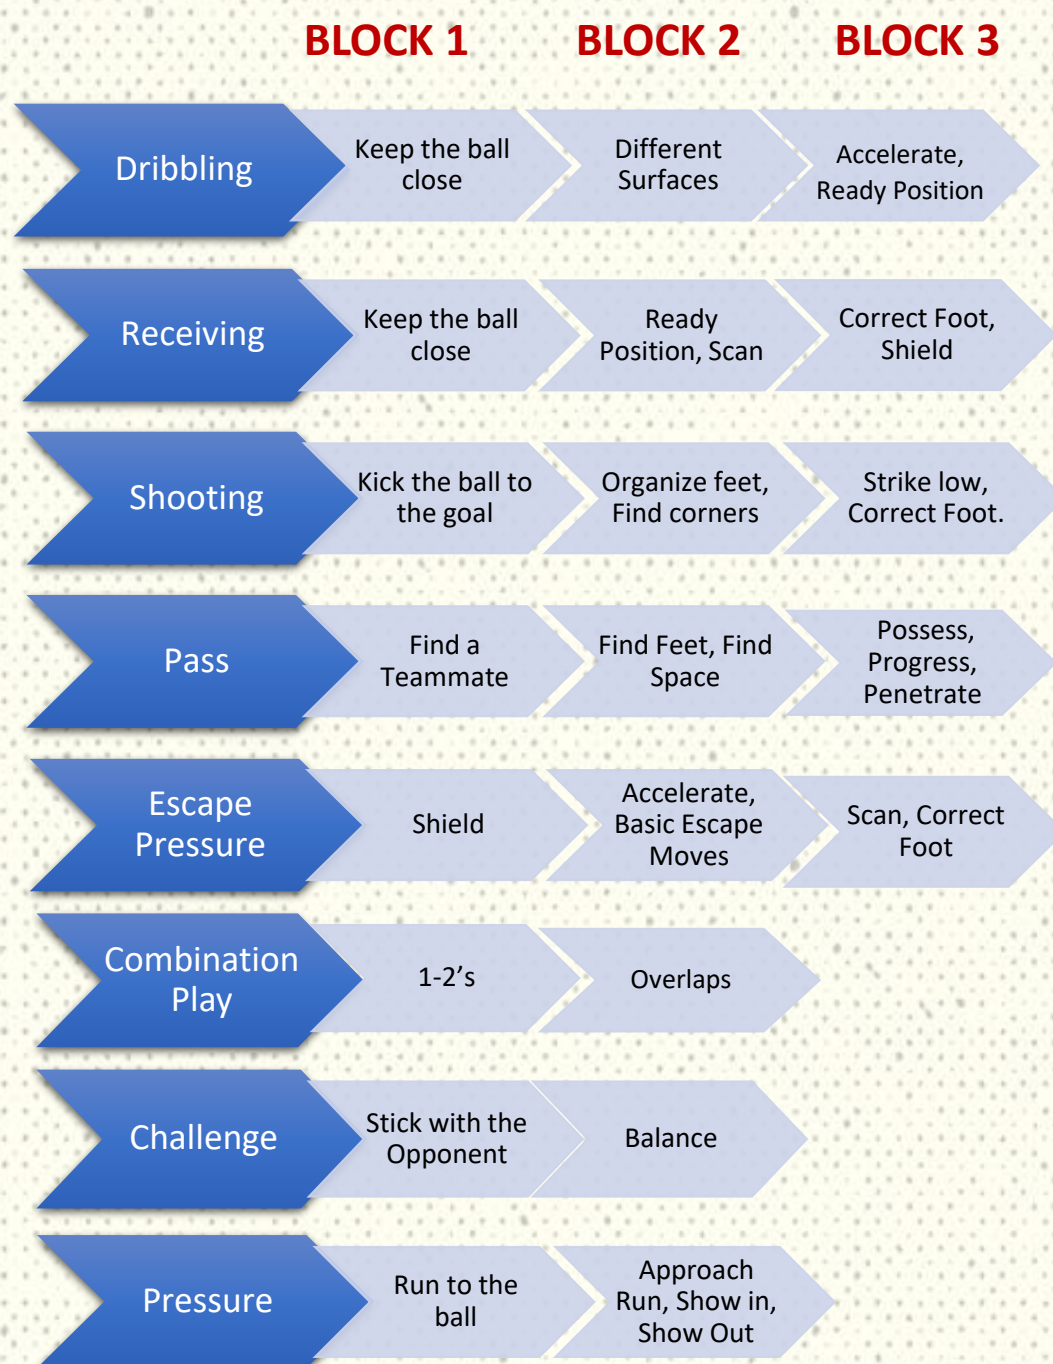 BLOCK 1 BLOCK 2 BLOCK 3
Dribbling
Keep the ball
close
Different
Surfaces
Accelerate,
Ready Position
Receiving
Keep the ball
close
Ready
Position, Scan
Correct Foot,
Shield
Shooting
Kick the ball to
the goal
Organize feet,
Find corners
Strike low,
Correct Foot.
Pass
Find a
Teammate
Find Feet, Find
Space
Possess,
Progress,
Penetrate
Escape
Pressure
Shield
Accelerate,
Basic Escape
Moves
Scan, Correct
Foot
Combination
Play
1-2’s
Overlaps
Challenge
Stick with the
Opponent
Balance
Pressure
Run to the
ball
Approach
Run, Show in,
Show Out